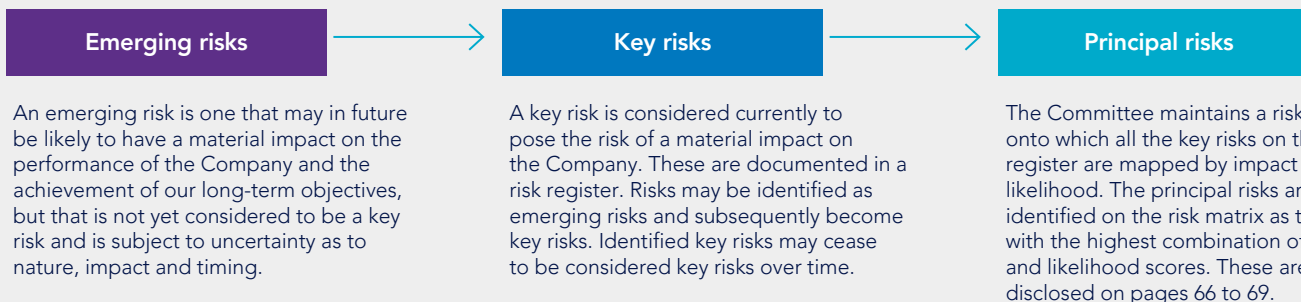 Emerging risks
An emerging risk is one that may in future
be likely to have a material impact on the
performance of the Company and the
achievement of our long-term objectives,
but that is not yet considered to be a key
risk and is subject to uncertainty as to
nature, impact and timing.
Key risks
A key risk is considered currently to
pose the risk of a material impact on
the Company. These are documented in a
risk register. Risks may be identified as
emerging risks and subsequently become
key risks. Identified key risks may cease
to be considered key risks over time.
Principal risks
The Committee maintains a risk
onto which all the key risks on
register are mapped by impact
likelihood. The principal risks
identified on the risk matrix as
with the highest combination
and likelihood scores. These
disclosed on pages 66 to 69.